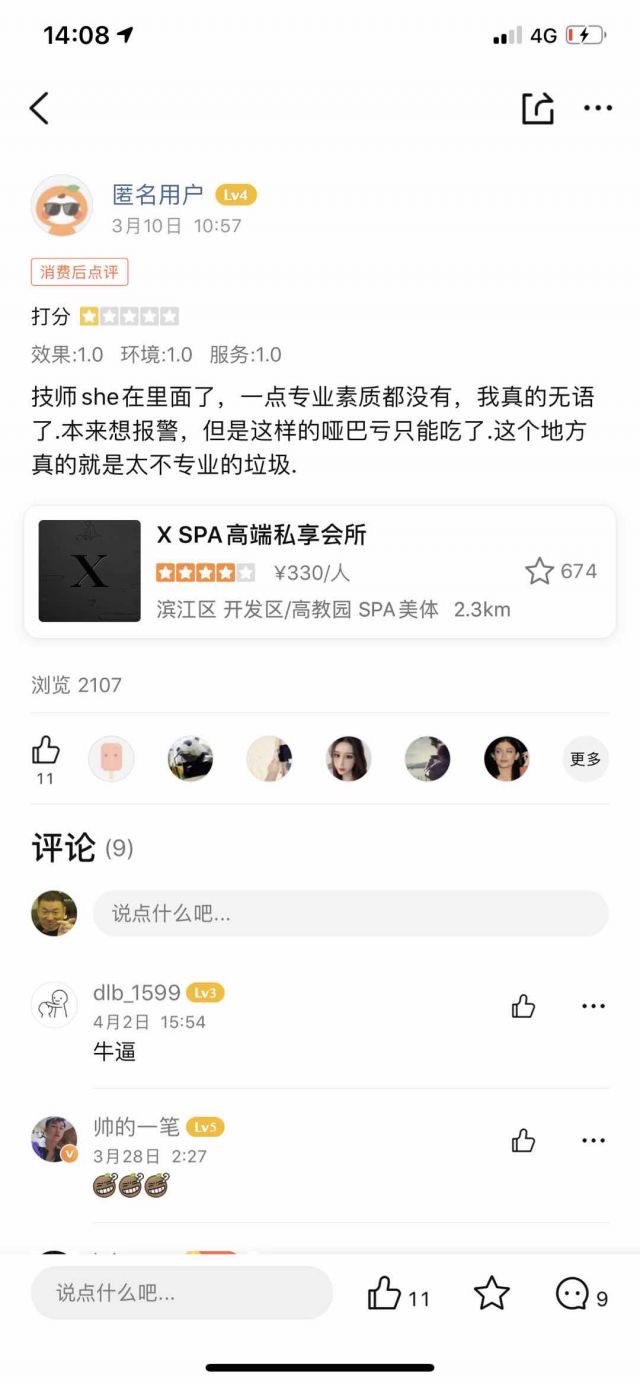 14:08
4G
匿名用户 Lv4
3月10日 10:57
消费后点评
打分
效果:1.0 环境:1.0 服务:1.0
技师she在里面了，一点专业素质都没有，我真的无语
了.本来想报警，但是这样的哑巴亏只能吃了.这个地方
真的就是太不专业的垃圾.
X
X SPA高端私享会所
¥330/人
674
滨江区 开发区/高教园 SPA美体 2.3km
浏览 2107
11
更多
评论 (9)
说点什么吧...
dlb_1599 Lv3
4月2日 15:54
牛逼
帅的一笔 Lv5
V
3月28日 2:27
说点什么吧...
11
9